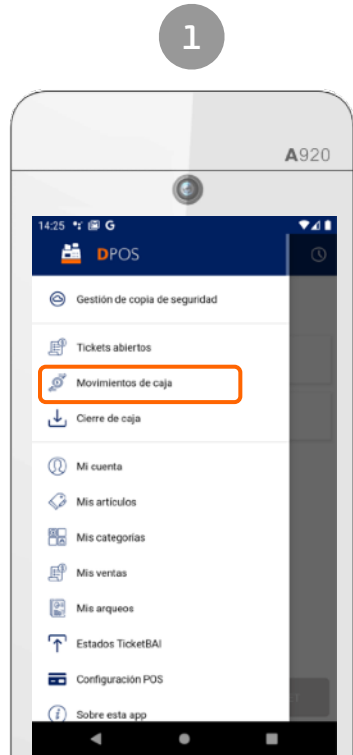 1
A920
14:25 G
DPOS
Gestión de copia de seguridad
Tickets abiertos
Movimientos de caja
Cierre de caja
Mi cuenta
Mis artículos
Mis categorías
Mis ventas
Mis arqueos
Estados TicketBAI
Configuración POS
Sobre esta app